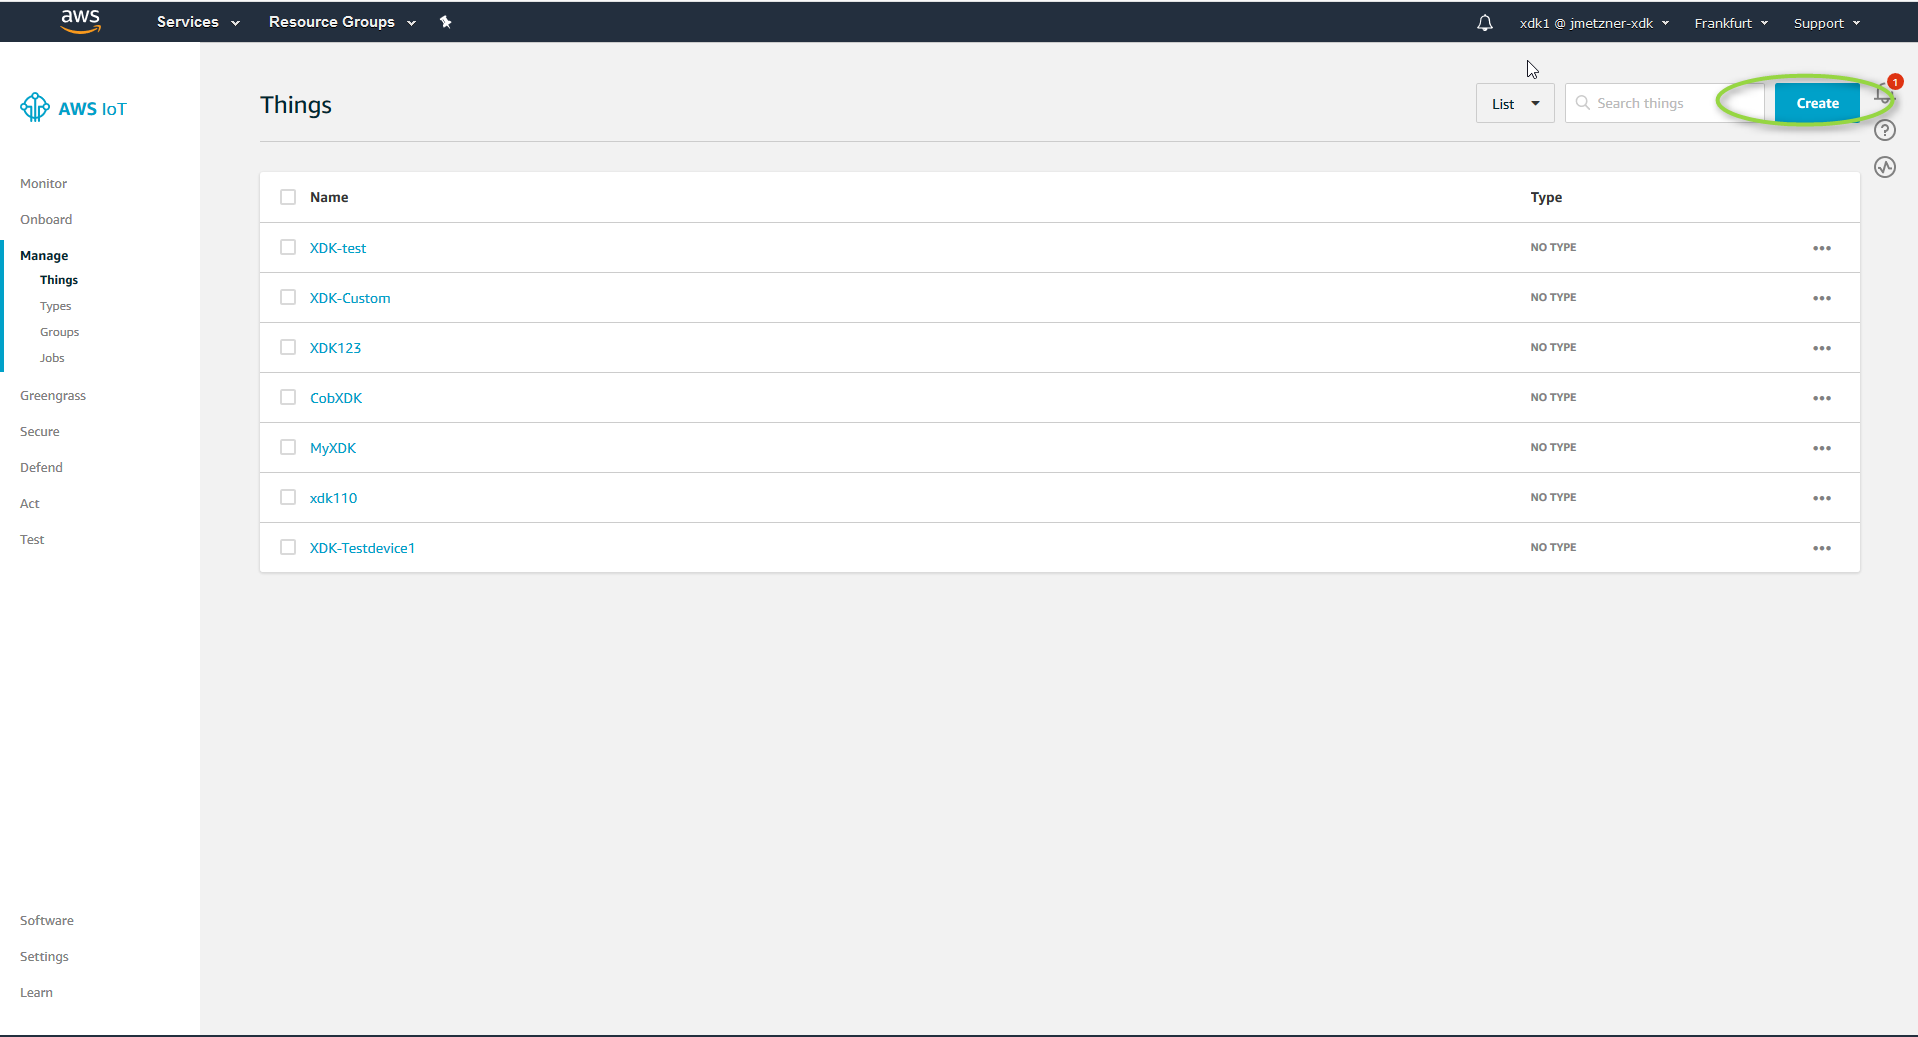 aws Services Resource Groups xdk1 @ jmetzner-xdk Frankfurt Support
AWS IoT
Monitor
Onboard
Manage
Things
Types
Groups
Jobs
Greengrass
Secure
Defend
Act
Test
Software
Settings
Learn
Things List Search things Create 1
?
Name Type
XDK-test NO TYPE
XDK-Custom NO TYPE
XDK123 NO TYPE
CobXDK NO TYPE
MyXDK NO TYPE
xdk110 NO TYPE
XDK-Testdevice1 NO TYPE